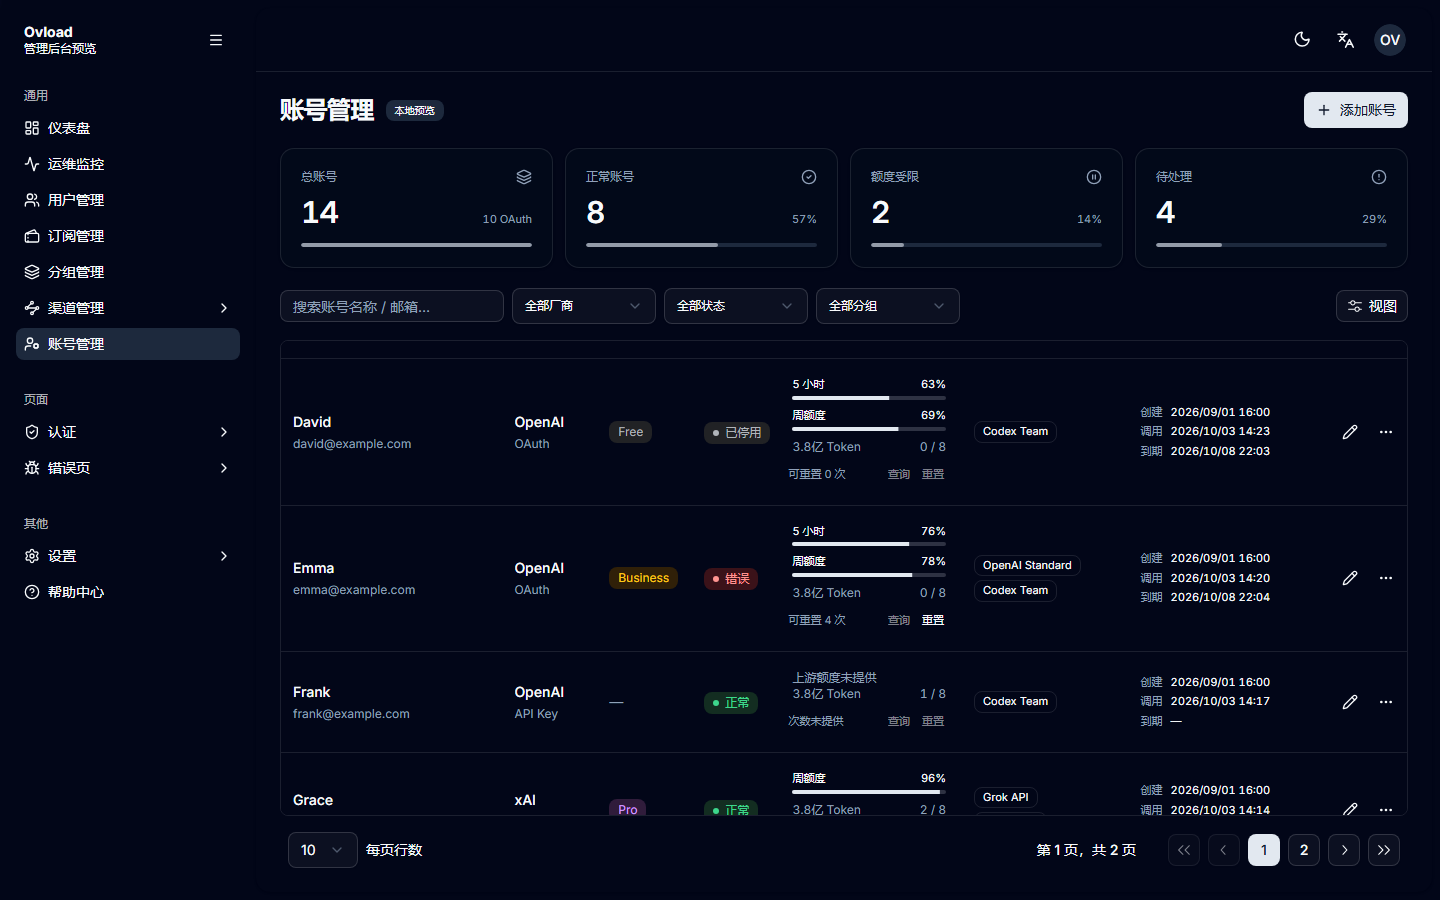 Ovload
管理后台预览
通用
仪表盘
运维监控
用户管理
订阅管理
分组管理
渠道管理
账号管理
页面
认证
错误页
其他
设置
帮助中心
OV
账号管理 本地预览
添加账号
总账号
14 10 OAuth
正常账号
8 57%
额度受限
2 14%
待处理
4 29%
搜索账号名称 / 邮箱... 全部厂商 全部状态 全部分组 视图
David
david@example.com
OpenAI
OAuth
Free
已停用
5 小时 63%
周额度 69%
3.8亿 Token 0 / 8
可重置 0 次 查询 重置
Codex Team
创建 2026/09/01 16:00
调用 2026/10/03 14:23
到期 2026/10/08 22:03
Emma
emma@example.com
OpenAI
OAuth
Business
错误
5 小时 76%
周额度 78%
3.8亿 Token 0 / 8
可重置 4 次 查询 重置
OpenAI Standard
Codex Team
创建 2026/09/01 16:00
调用 2026/10/03 14:20
到期 2026/10/08 22:04
Frank
frank@example.com
OpenAI
API Key
—
正常
上游额度未提供
3.8亿 Token 1 / 8
次数未提供 查询 重置
Codex Team
创建 2026/09/01 16:00
调用 2026/10/03 14:17
到期 —
Grace
xAI
Pro
正常
周额度 96%
3.8亿 Token 2 / 8
Grok API
创建 2026/09/01 16:00
调用 2026/10/03 14:14
10 每页行数
第 1 页，共 2 页
1 2